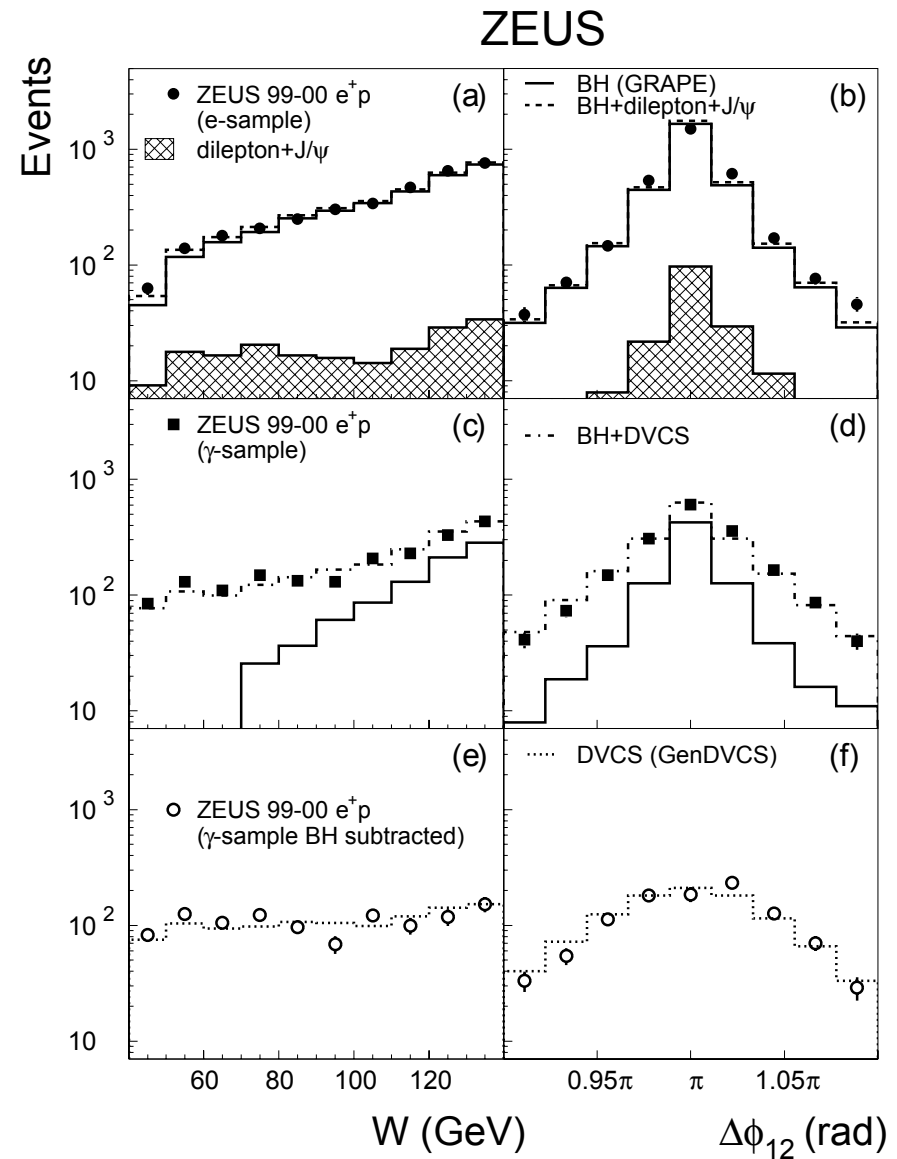 ZEUS
Events
ZEUS 99-00 e⁺p
(e-sample)
dilepton+J/ψ
(a)
BH (GRAPE)
BH+dilepton+J/ψ
(b)
10³
10²
10
ZEUS 99-00 e⁺p
(γ-sample)
(c)
BH+DVCS
(d)
10³
10²
10
(e)
ZEUS 99-00 e⁺p
(γ-sample BH subtracted)
DVCS (GenDVCS)
(f)
10³
10²
10
60 80 100 120
0.95π π 1.05π
W (GeV)
Δϕ₁₂ (rad)